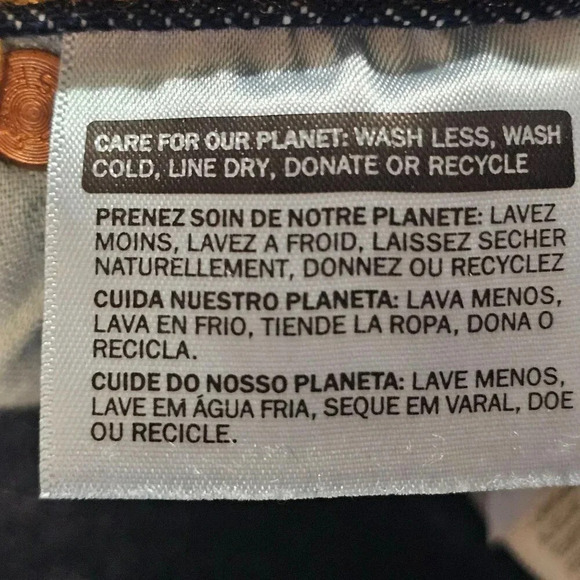 CARE FOR OUR PLANET: WASH LESS, WASH
COLD, LINE DRY, DONATE OR RECYCLE
PRENEZ SOIN DE NOTRE PLANETE: LAVEZ
MOINS, LAVEZ A FROID, LAISSEZ SECHER
NATURELLEMENT, DONNEZ OU RECYCLEZ
CUIDA NUESTRO PLANETA: LAVA MENOS,
LAVA EN FRIO, TIENDE LA ROPA, DONA O
RECICLA.
CUIDE DO NOSSO PLANETA: LAVE MENOS,
LAVE EM ÁGUA FRIA, SEQUE EM VARAL, DOE
OU RECICLE.